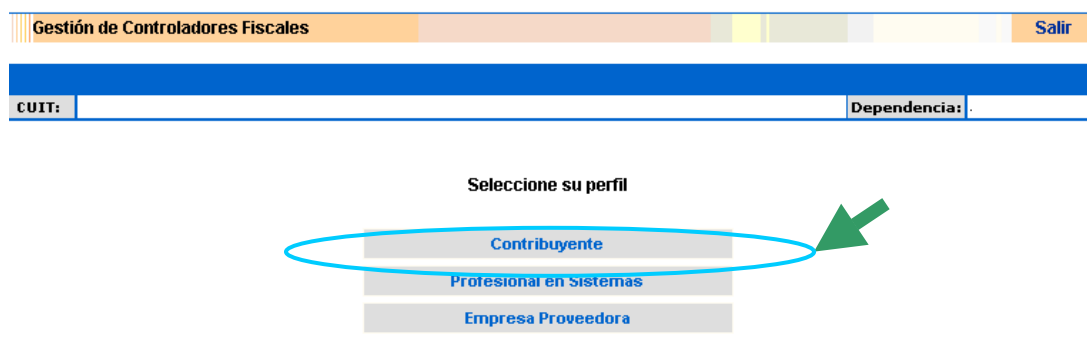 Gestión de Controladores Fiscales Salir
CUIT: Dependencia: .
Seleccione su perfil
Contribuyente
Profesional en Sistemas
Empresa Proveedora